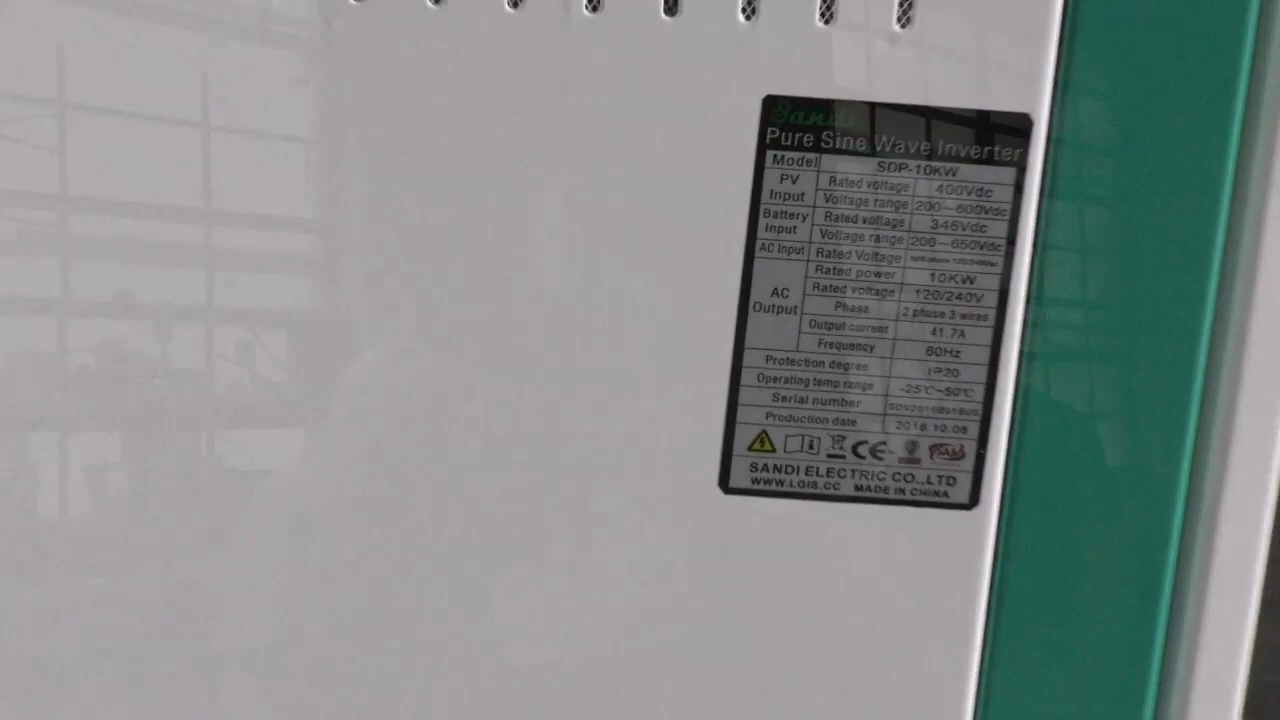 Sandi
Pure Sine Wave Inverter
Model SDP-10KW
PV Input Rated voltage 400Vdc
Voltage range 200~600Vdc
Battery Input Rated voltage 346Vdc
Voltage range 200~650Vdc
AC Input Rated Voltage
AC Output Rated power 10KW
Rated voltage 120/240V
Phase 2 phase 3 wires
Output current 41.7A
Frequency 60Hz
Protection degree IP20
Operating temp range -25℃~50℃
Serial number
Production date 2018.10.08
CE
SANDI ELECTRIC CO.,LTD
WWW.LGIS.CC MADE IN CHINA